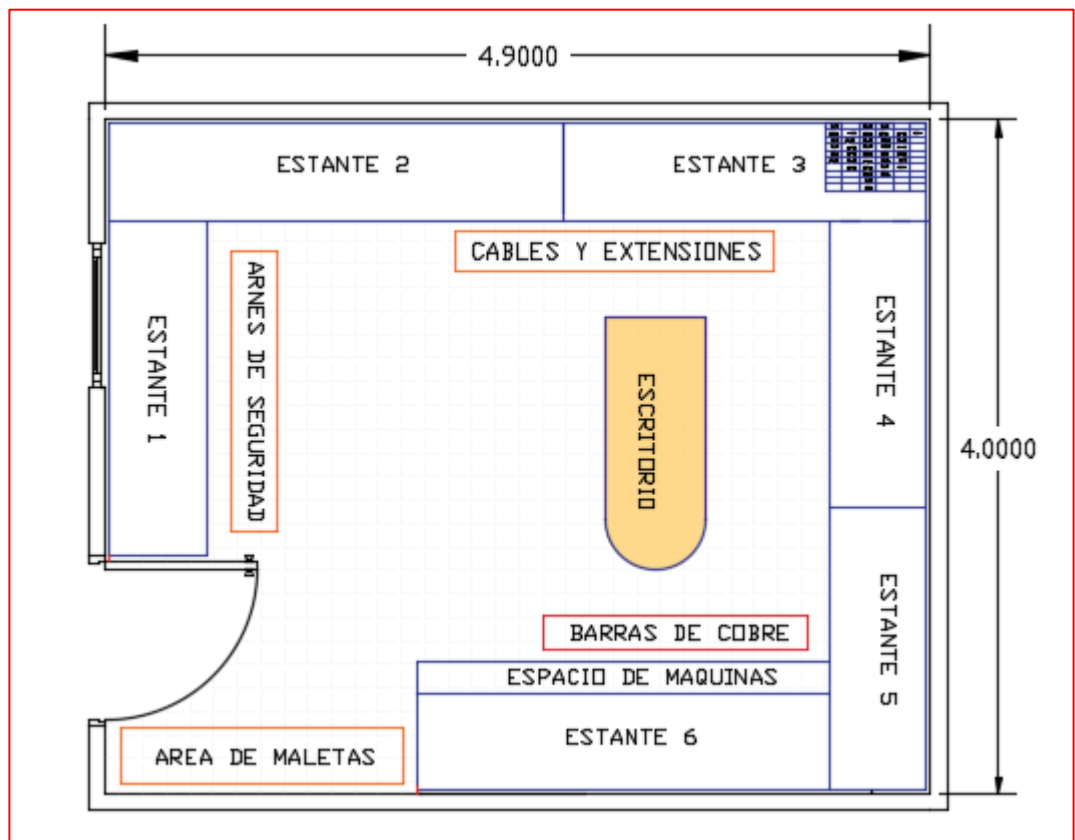 4.9000
ESTANTE 2
ESTANTE 3
CABLES Y EXTENSIONES
ESTANTE 1
ARNES DE SEGURIDAD
ESCRITORIO
ESTANTE 4
4.0000
BARRAS DE COBRE
ESPACIO DE MAQUINAS
ESTANTE 5
ESTANTE 6
AREA DE MALETAS